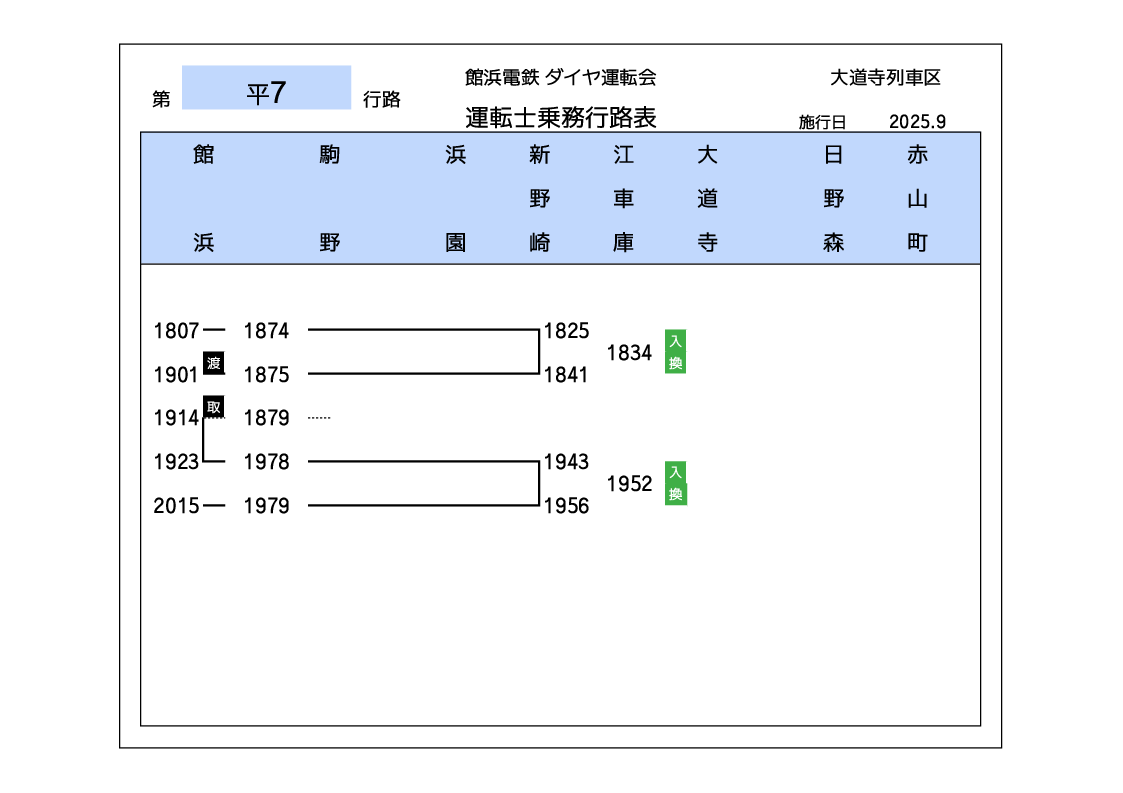 第 平7 行路
館浜電鉄 ダイヤ運転会
運転士乗務行路表
大道寺列車区
施行日 2025.9
館浜 駒野 浜園 新野崎 江車庫 大道寺 日野森 赤山町
1807 1874 1825
1834 入換
1901 渡 1875 1841
1914 取 1879
1923 1978 1943
1952 入換
2015 1979 1956